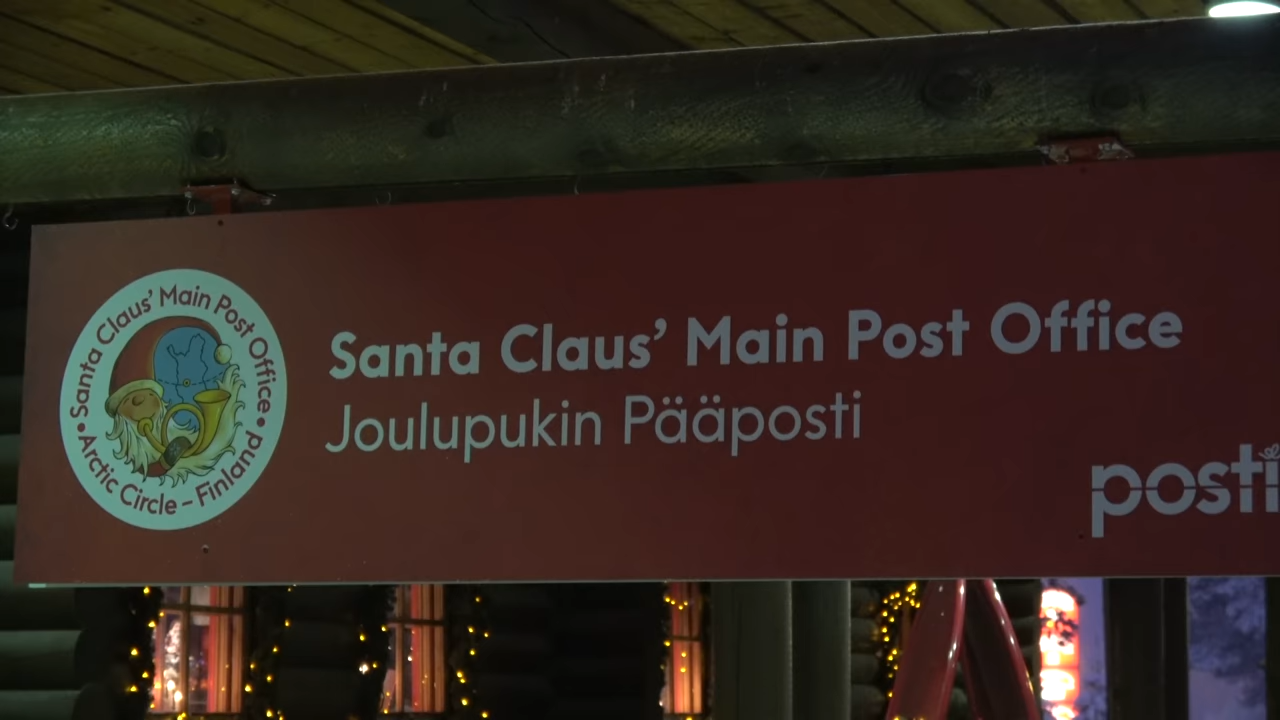 Santa Claus’ Main Post Office
• Arctic Circle – Finland •
Santa Claus’ Main Post Office
Joulupukin Pääposti
posti